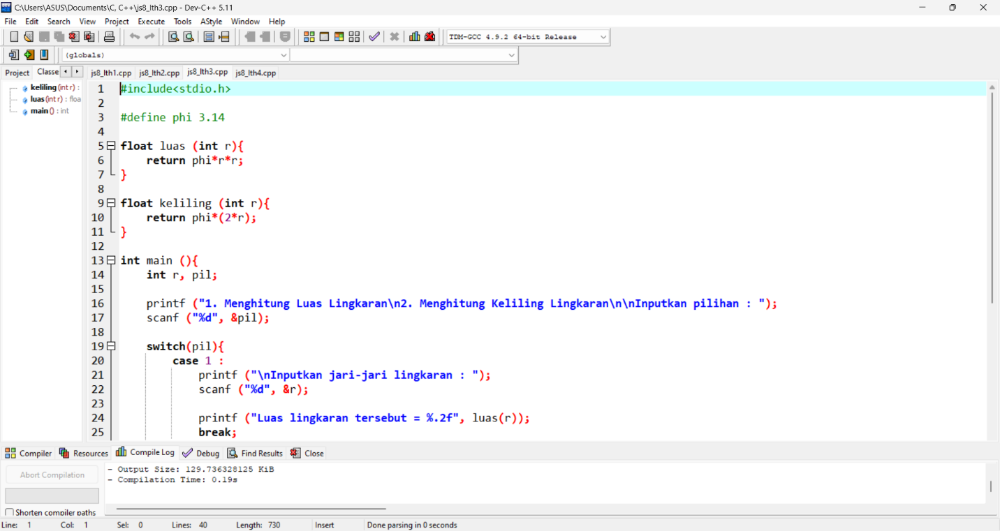 C:\Users\ASUS\Documents\C, C++\js8_lth3.cpp - Dev-C++ 5.11
File Edit Search View Project Execute Tools AStyle Window Help
TDM-GCC 4.9.2 64-bit Release
(globals)
Project Classe js8_lth1.cpp js8_lth2.cpp js8_lth3.cpp js8_lth4.cpp
keliling (int r) :
luas (int r) : floa
main () : int
1 #include<stdio.h>
2
3 #define phi 3.14
4
5 float luas (int r){
6 return phi*r*r;
7 }
8
9 float keliling (int r){
10 return phi*(2*r);
11 }
12
13 int main (){
14 int r, pil;
15
16 printf ("1. Menghitung Luas Lingkaran\n2. Menghitung Keliling Lingkaran\n\nInputkan pilihan : ");
17 scanf ("%d", &pil);
18
19 switch(pil){
20 case 1 :
21 printf ("\nInputkan jari-jari lingkaran : ");
22 scanf ("%d", &r);
23
24 printf ("Luas lingkaran tersebut = %.2f", luas(r));
25 break;
Compiler Resources Compile Log Debug Find Results Close
Abort Compilation
Shorten compiler paths
- Output Size: 129.736328125 KiB
- Compilation Time: 0.19s
Line: 1 Col: 1 Sel: 0 Lines: 40 Length: 730 Insert Done parsing in 0 seconds